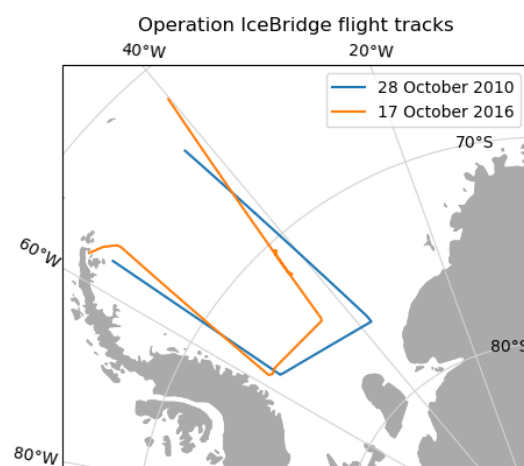 Operation IceBridge flight tracks
40°W
20°W
28 October 2010
17 October 2016
70°S
60°W
80°S
80°W